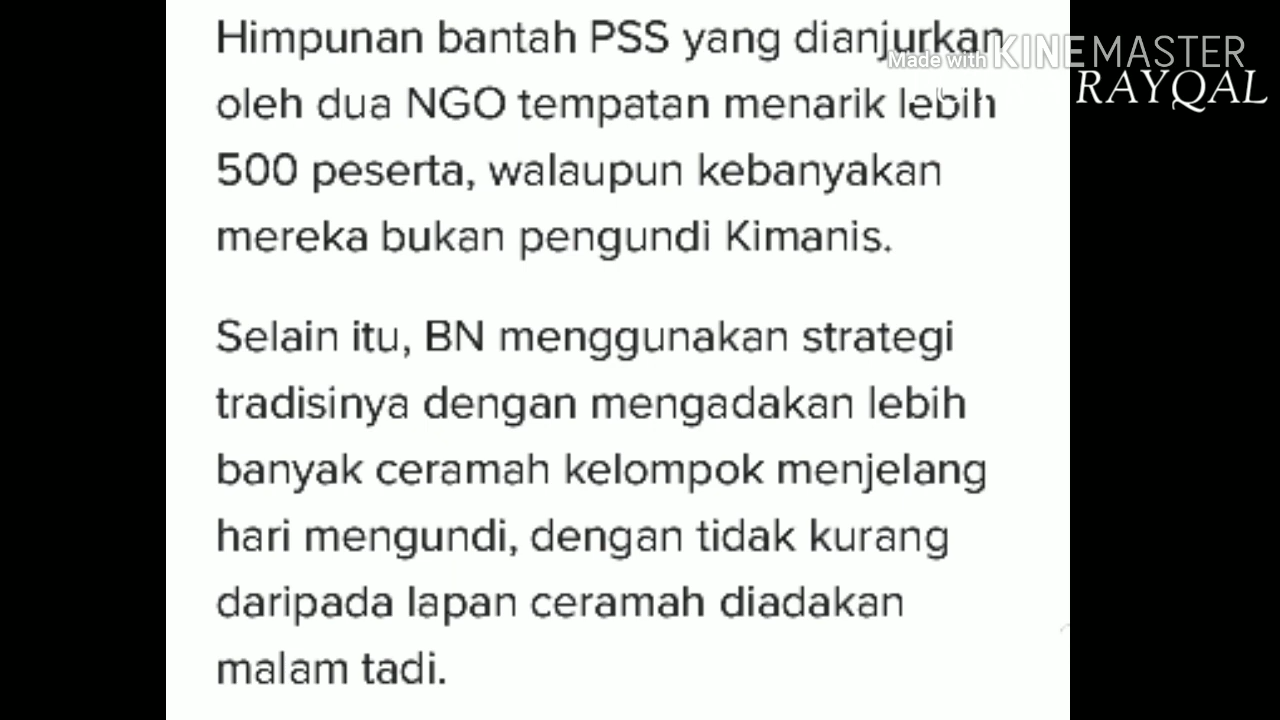 Himpunan bantah PSS yang dianjurkan
oleh dua NGO tempatan menarik lebih
500 peserta, walaupun kebanyakan
mereka bukan pengundi Kimanis.
Selain itu, BN menggunakan strategi
tradisinya dengan mengadakan lebih
banyak ceramah kelompok menjelang
hari mengundi, dengan tidak kurang
daripada lapan ceramah diadakan
malam tadi.
Made with KINEMASTER
RAYQAL